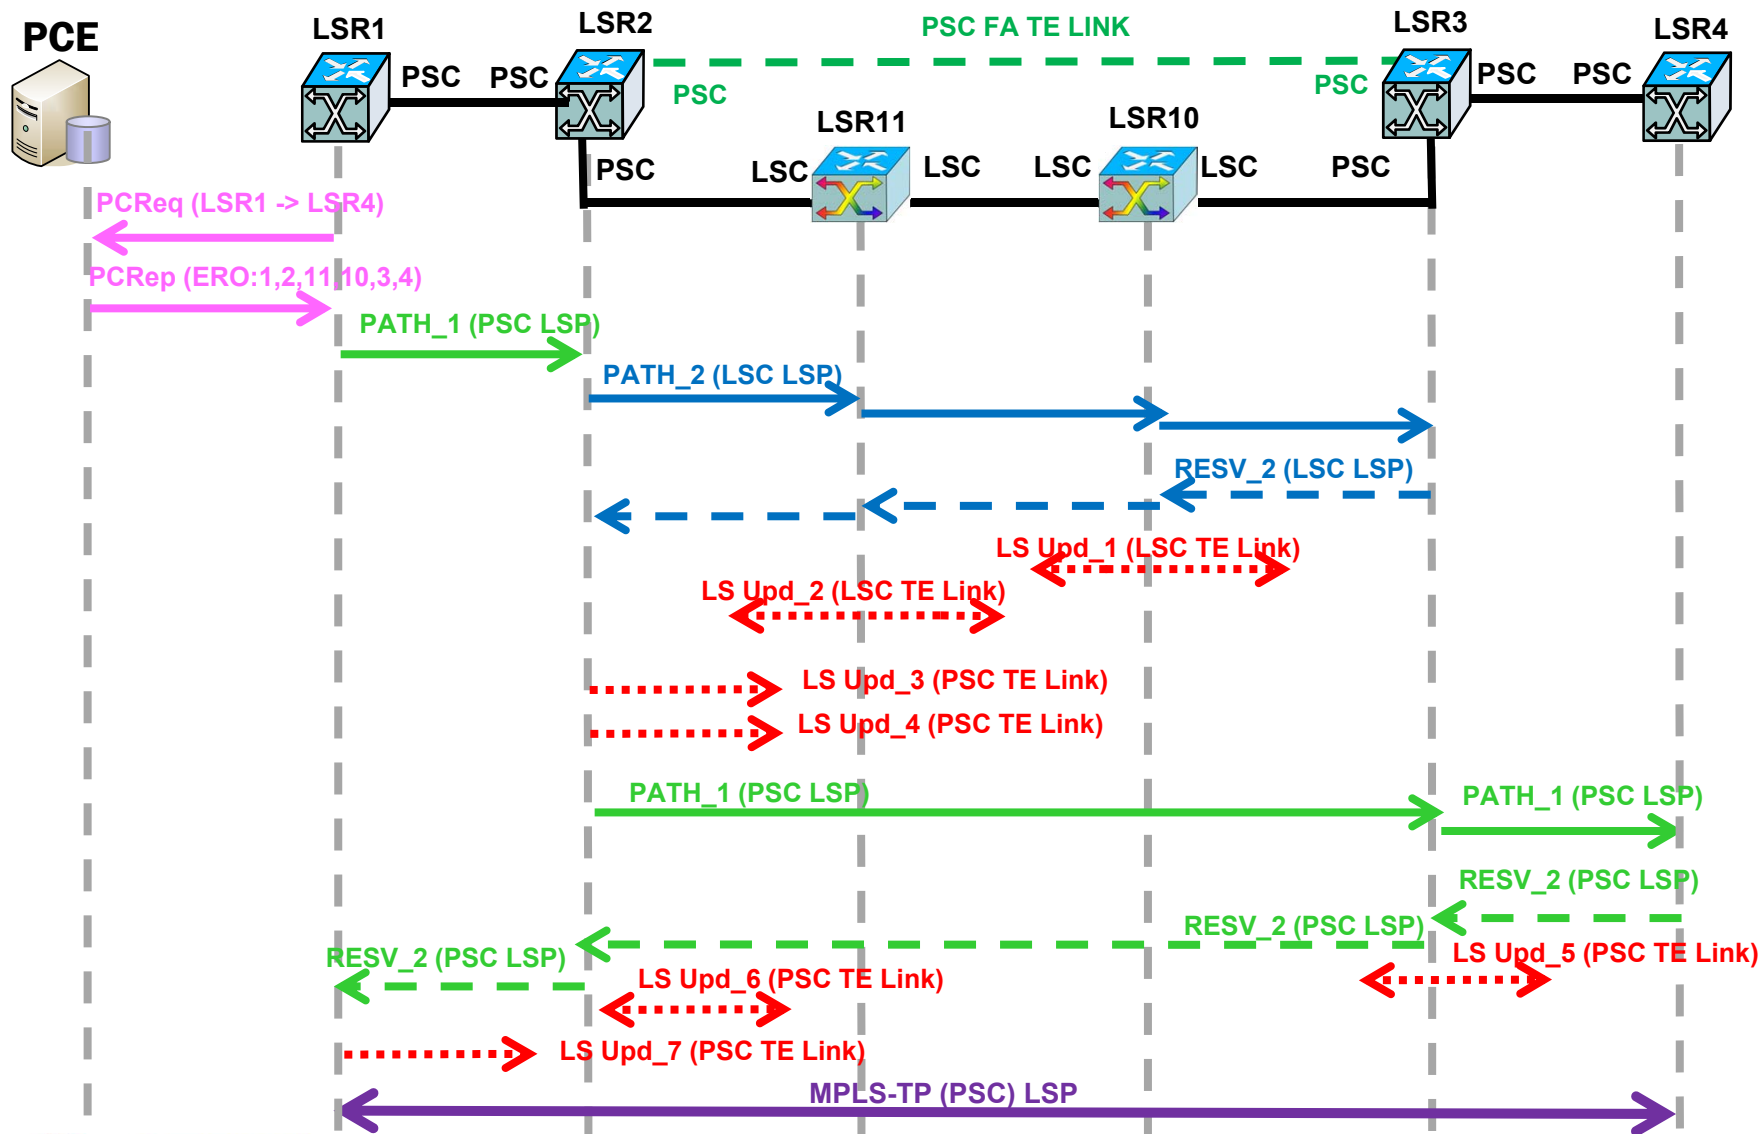 PCE
LSR1
LSR2
PSC FA TE LINK
LSR3
LSR4
PSC
PSC
PSC
PSC
PSC
PSC
LSR11
LSR10
PSC
LSC
LSC
LSC
LSC
PSC
PCReq (LSR1 -> LSR4)
PCRep (ERO:1,2,11,10,3,4)
PATH_1 (PSC LSP)
PATH_2 (LSC LSP)
RESV_2 (LSC LSP)
LS Upd_1 (LSC TE Link)
LS Upd_2 (LSC TE Link)
LS Upd_3 (PSC TE Link)
LS Upd_4 (PSC TE Link)
PATH_1 (PSC LSP)
PATH_1 (PSC LSP)
RESV_2 (PSC LSP)
RESV_2 (PSC LSP)
RESV_2 (PSC LSP)
LS Upd_5 (PSC TE Link)
LS Upd_6 (PSC TE Link)
LS Upd_7 (PSC TE Link)
MPLS-TP (PSC) LSP